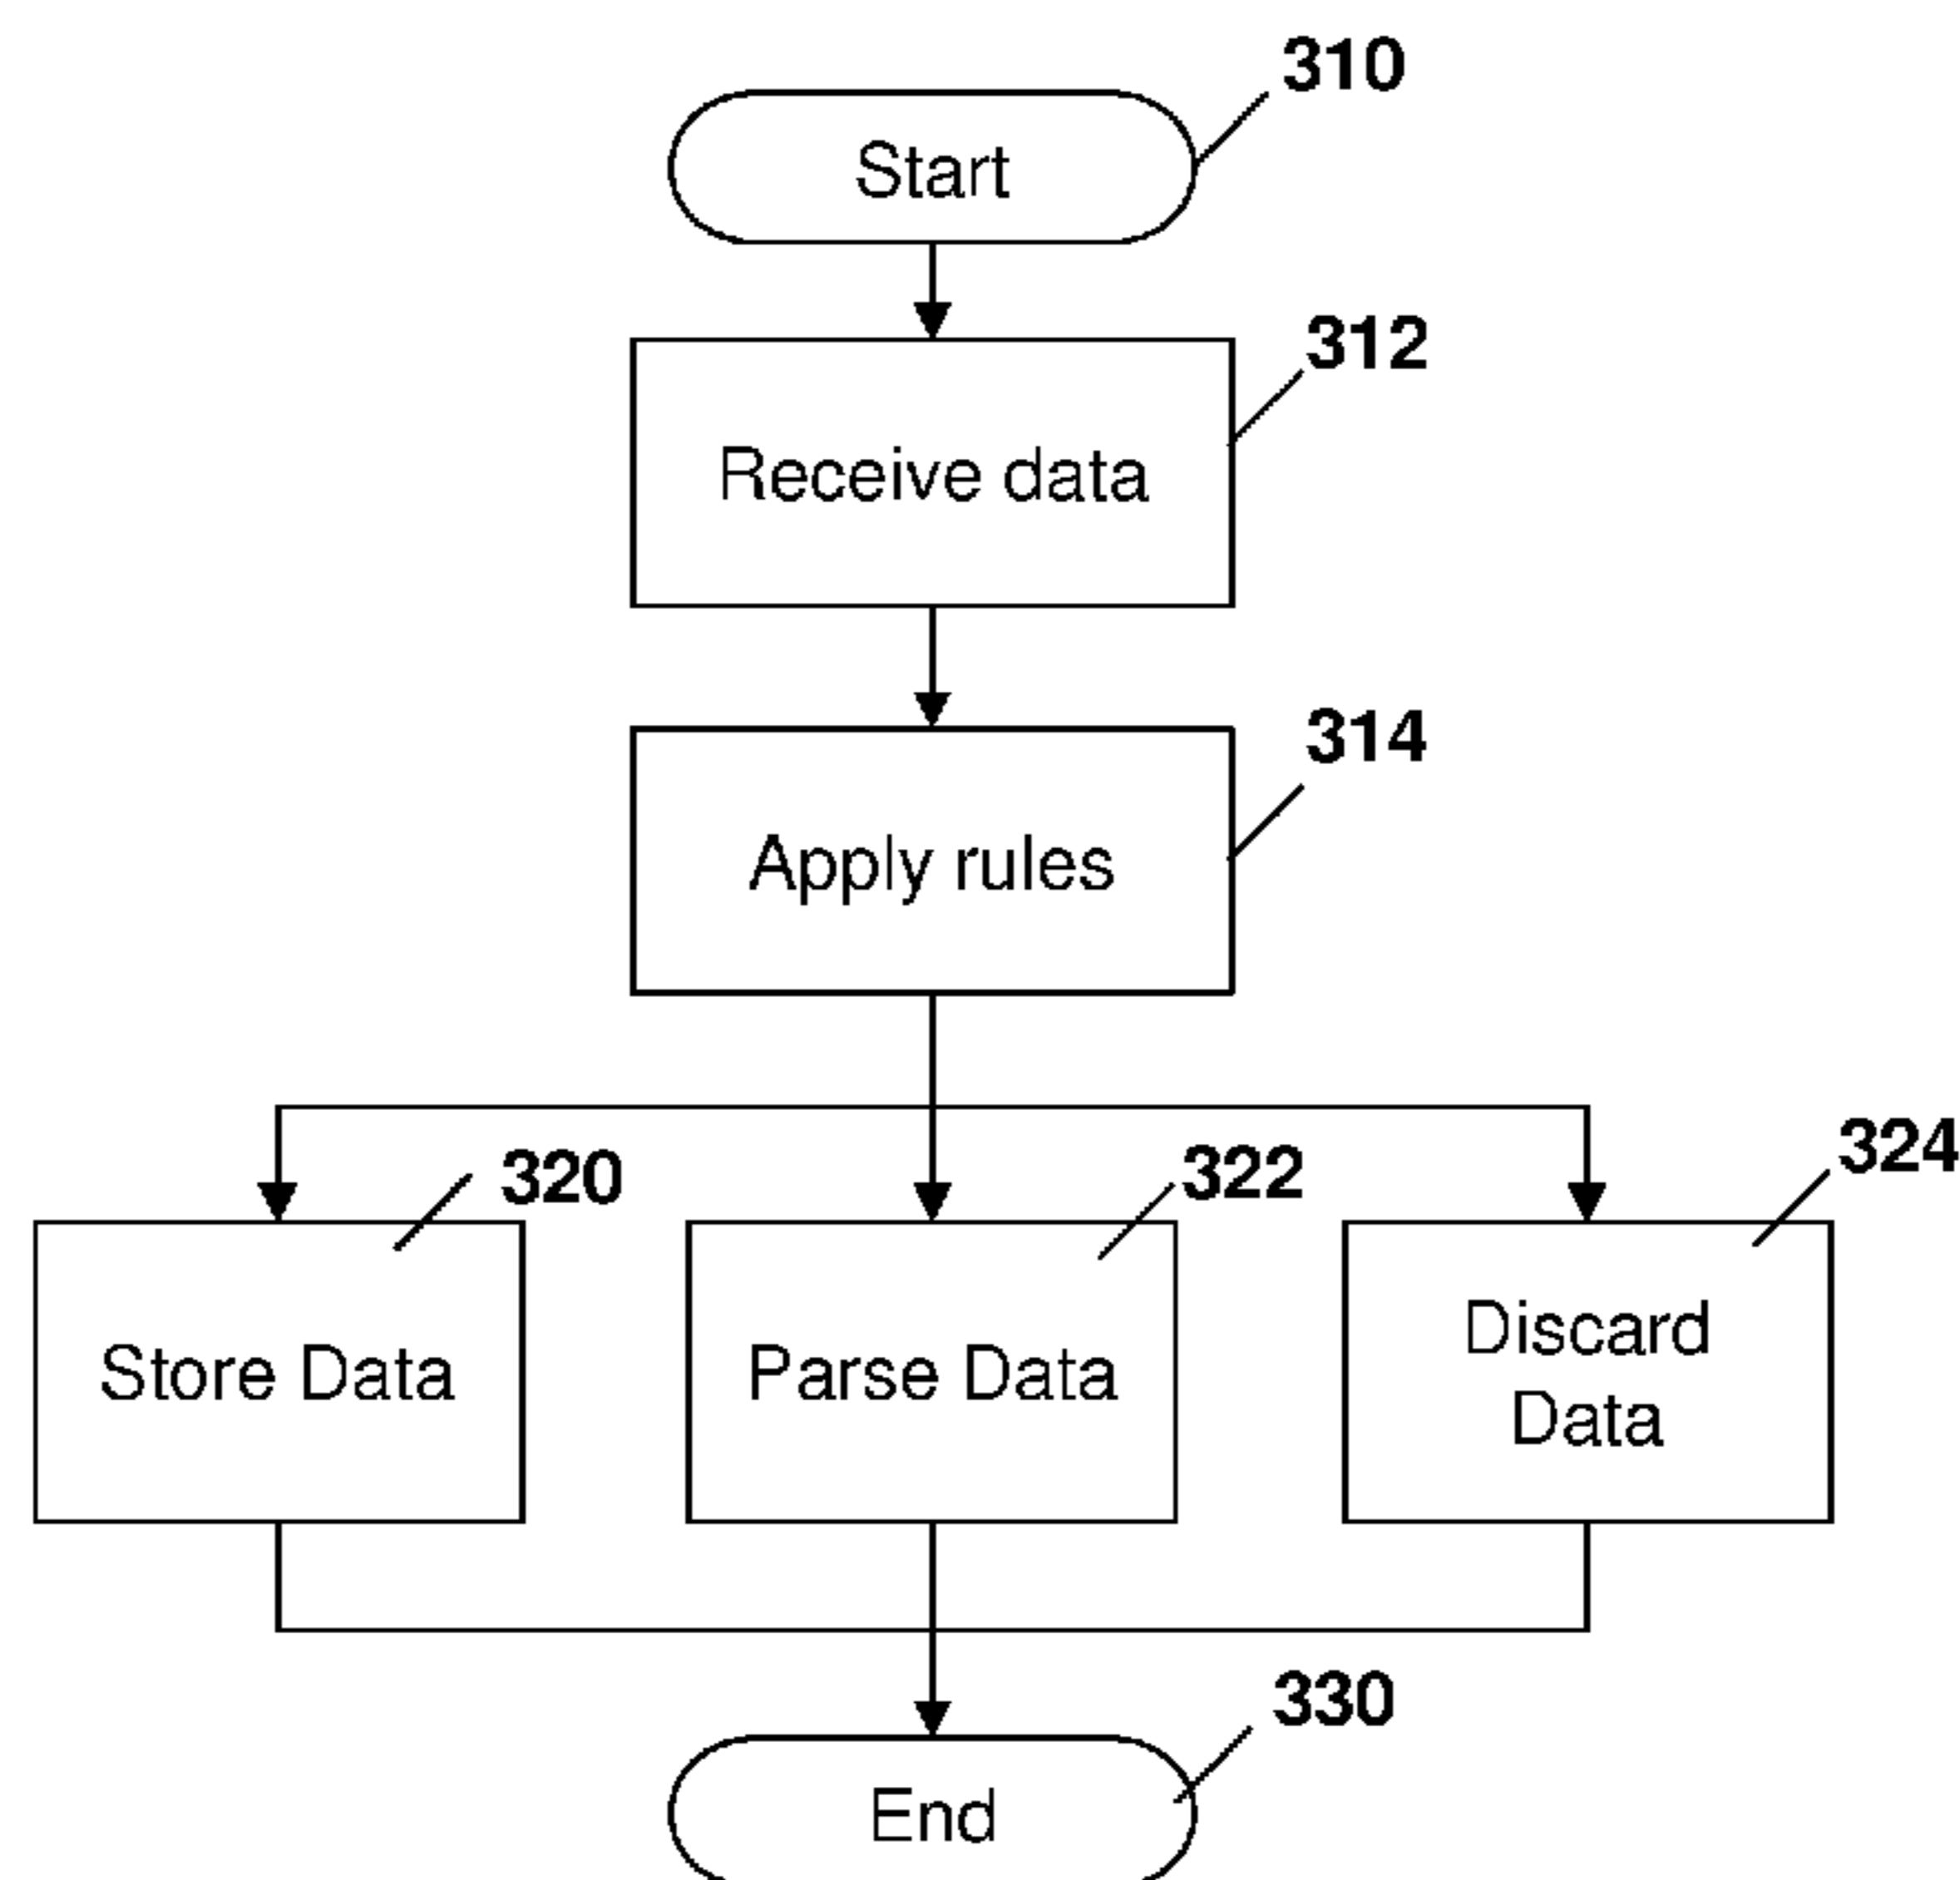 310
Start
312
Receive data
314
Apply rules
320
322
324
Store Data
Parse Data
Discard
Data
330
End